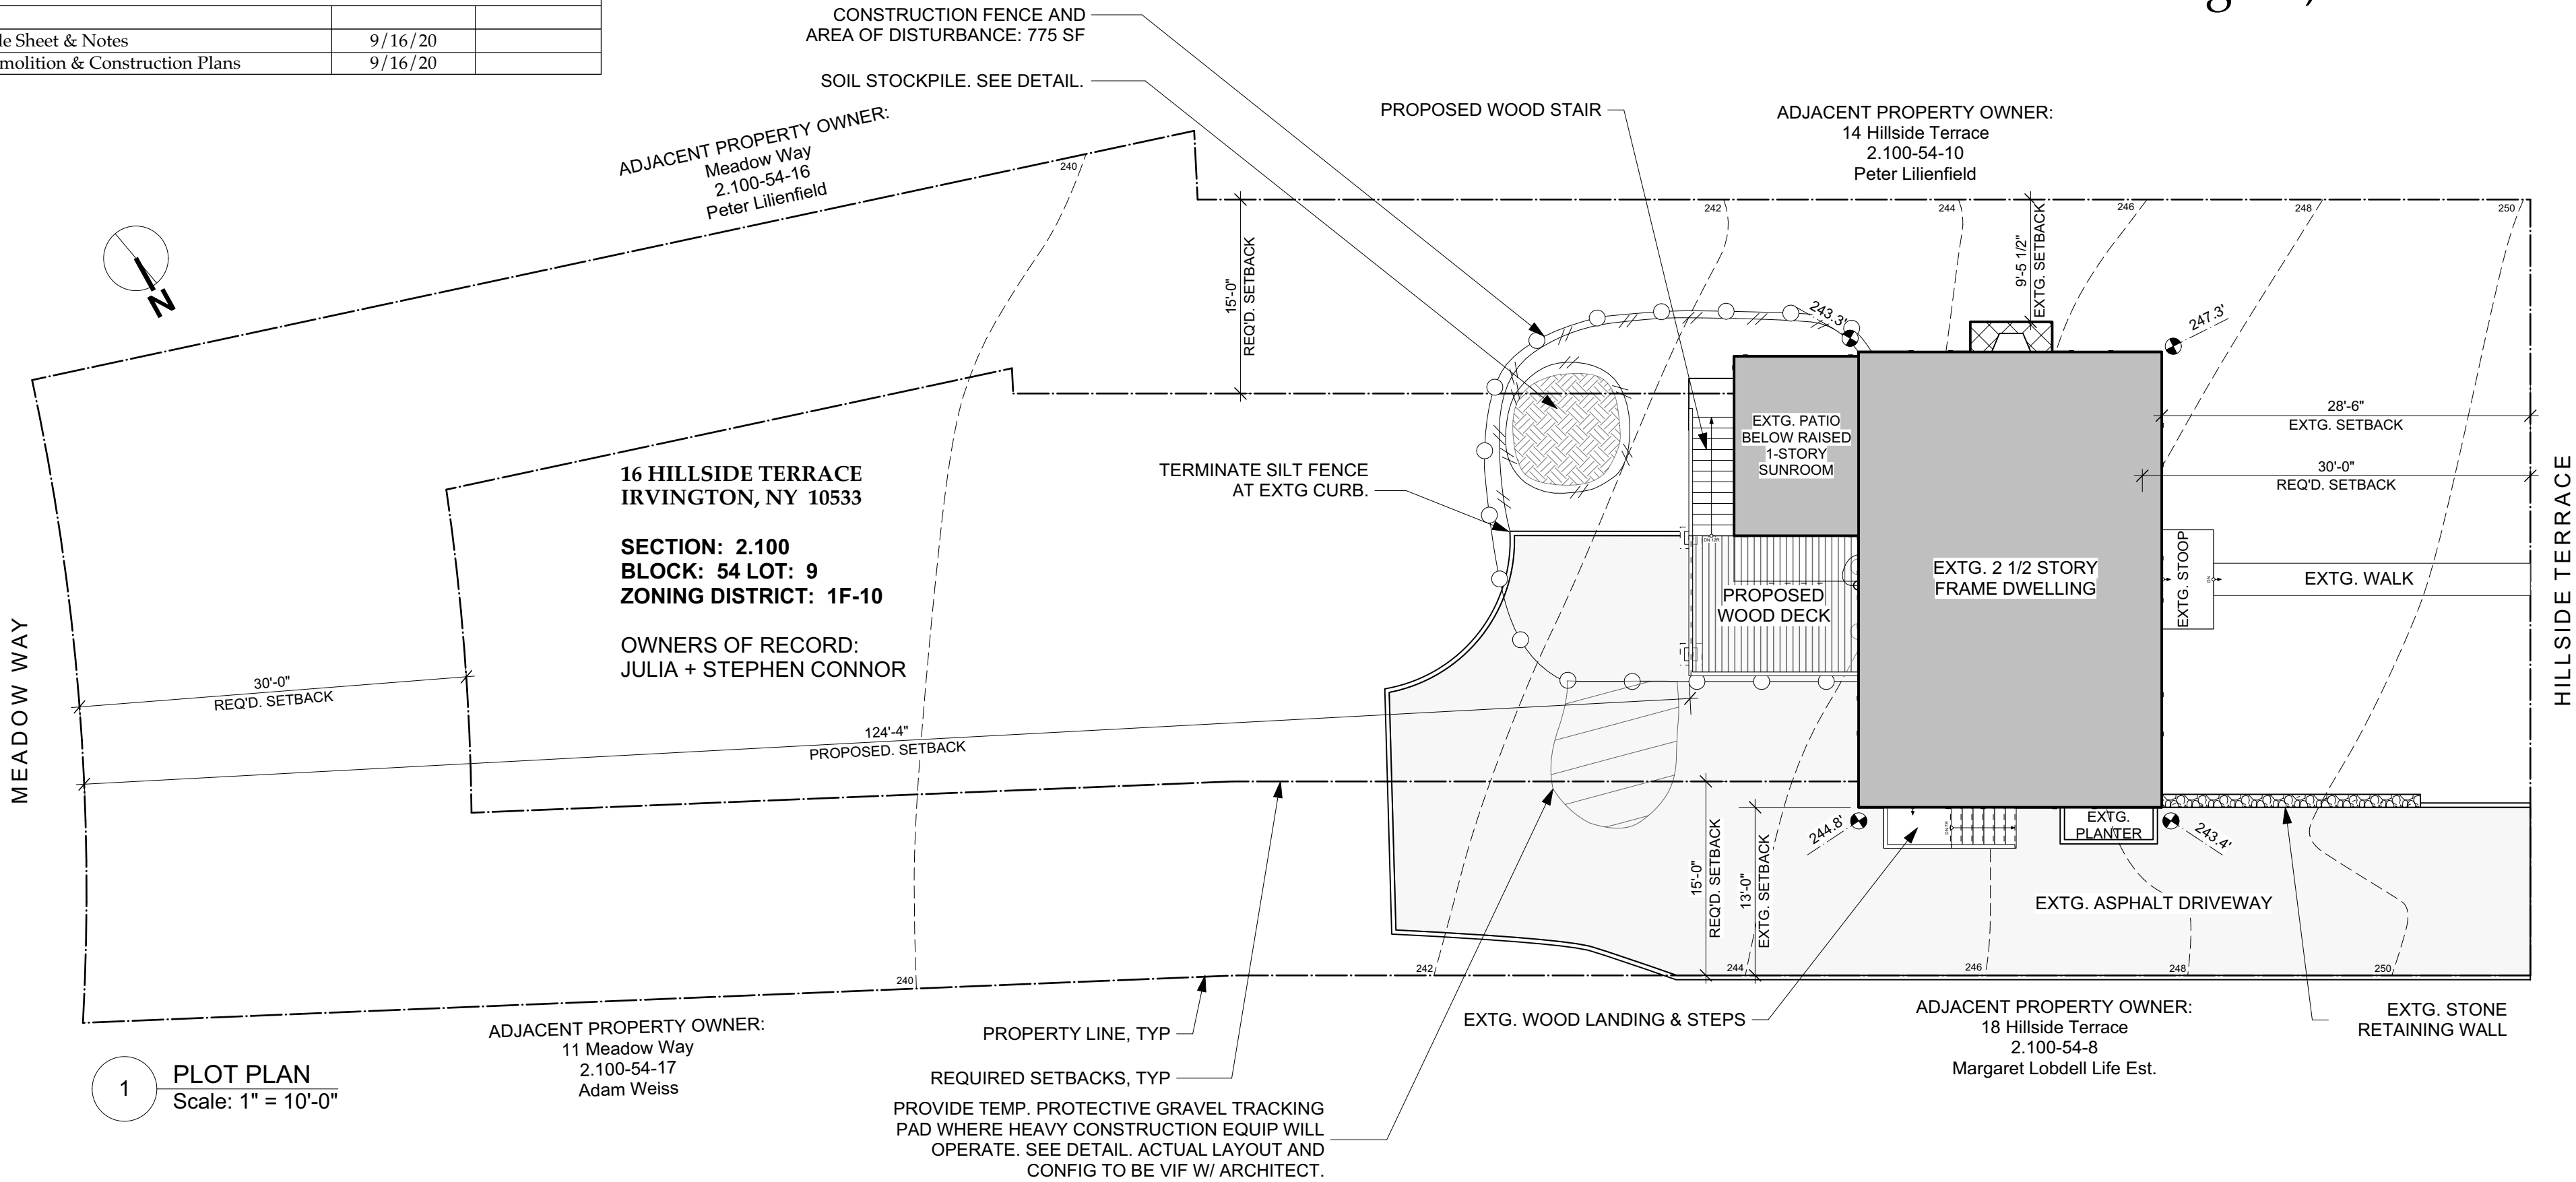 le Sheet & Notes 9/16/20
molition & Construction Plans 9/16/20
CONSTRUCTION FENCE AND
AREA OF DISTURBANCE: 775 SF
SOIL STOCKPILE. SEE DETAIL.
PROPOSED WOOD STAIR
ADJACENT PROPERTY OWNER:
14 Hillside Terrace
2.100-54-10
Peter Lilienfield
ADJACENT PROPERTY OWNER:
Meadow Way
2.100-54-16
Peter Lilienfield
240
242
244
246
248
250
N
15'-0"
REQ'D. SETBACK
9'-5 1/2"
EXTG. SETBACK
243.3'
247.3'
28'-6"
EXTG. SETBACK
30'-0"
REQ'D. SETBACK
EXTG. PATIO
BELOW RAISED
1-STORY
SUNROOM
TERMINATE SILT FENCE
AT EXTG CURB.
16 HILLSIDE TERRACE
IRVINGTON, NY 10533
SECTION: 2.100
BLOCK: 54 LOT: 9
ZONING DISTRICT: 1F-10
OWNERS OF RECORD:
JULIA + STEPHEN CONNOR
EXTG. 2 1/2 STORY
FRAME DWELLING
PROPOSED
WOOD DECK
EXTG. STOOP
DN
EXTG. WALK
HILLSIDE TERRACE
MEADOW WAY
30'-0"
REQ'D. SETBACK
124'-4"
PROPOSED. SETBACK
15'-0"
REQ'D. SETBACK
13'-0"
EXTG. SETBACK
244.8'
EXTG.
PLANTER
243.4'
EXTG. ASPHALT DRIVEWAY
240
242
244
246
248
250
PROPERTY LINE, TYP
REQUIRED SETBACKS, TYP
PROVIDE TEMP. PROTECTIVE GRAVEL TRACKING
PAD WHERE HEAVY CONSTRUCTION EQUIP WILL
OPERATE. SEE DETAIL. ACTUAL LAYOUT AND
CONFIG TO BE VIF W/ ARCHITECT.
EXTG. WOOD LANDING & STEPS
ADJACENT PROPERTY OWNER:
18 Hillside Terrace
2.100-54-8
Margaret Lobdell Life Est.
EXTG. STONE
RETAINING WALL
ADJACENT PROPERTY OWNER:
11 Meadow Way
2.100-54-17
Adam Weiss
1
PLOT PLAN
Scale: 1" = 10'-0"